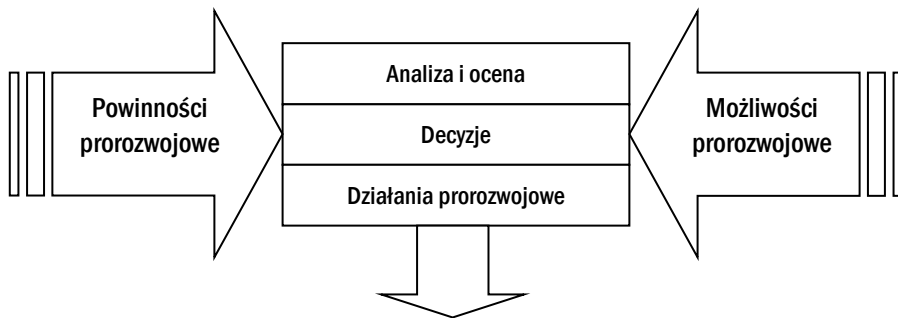 Analiza i ocena
Powinności
prorozwojowe
Decyzje
Możliwości
prorozwojowe
Działania prorozwojowe